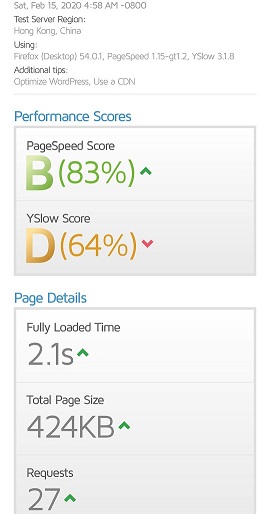 Sat, Feb 15, 2020 4:58 AM -0800
Test Server Region:
Hong Kong, China
Using:
Firefox (Desktop) 54.0.1, PageSpeed 1.15-gt1.2, YSlow 3.1.8
Additional tips:
Optimize WordPress, Use a CDN
Performance Scores
PageSpeed Score
B (83%)
YSlow Score
D (64%)
Page Details
Fully Loaded Time
2.1s
Total Page Size
424KB
Requests
27